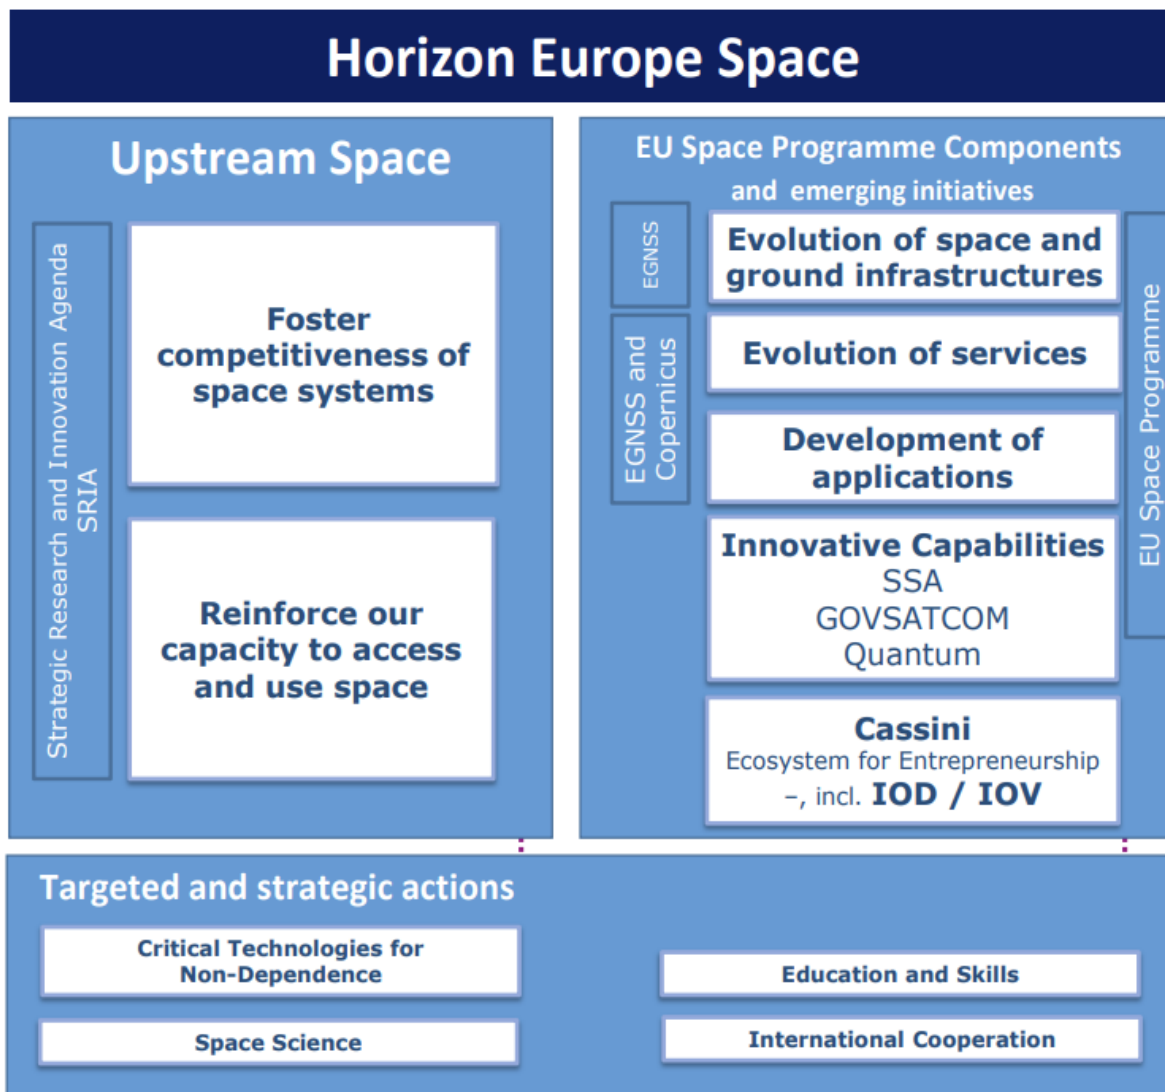 Horizon Europe Space
Upstream Space
Strategic Research and Innovation Agenda
SRIA
Foster
competitiveness of
space systems
Reinforce our
capacity to access
and use space
EU Space Programme Components
and emerging initiatives
EGNSS
EGNSS and
Copernicus
Evolution of space and
ground infrastructures
Evolution of services
Development of
applications
Innovative Capabilities
SSA
GOVSATCOM
Quantum
Cassini
Ecosystem for Entrepreneurship
–, incl. IOD / IOV
EU Space Programme
Targeted and strategic actions
Critical Technologies for
Non-Dependence
Space Science
Education and Skills
International Cooperation